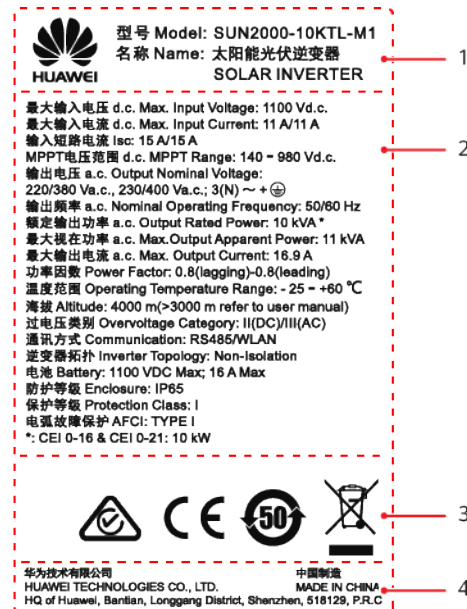 HUAWEI
型号 Model: SUN2000-10KTL-M1
名称 Name: 太阳能光伏逆变器
SOLAR INVERTER
1
最大输入电压 d.c. Max. Input Voltage: 1100 Vd.c.
最大输入电流 d.c. Max. Input Current: 11 A/11 A
输入短路电流 Isc: 15 A/15 A
MPPT电压范围 d.c. MPPT Range: 140 - 980 Vd.c.
输出电压 a.c. Output Nominal Voltage:
220/380 Va.c., 230/400 Va.c.; 3(N) ~ + ⏚
输出频率 a.c. Nominal Operating Frequency: 50/60 Hz
额定输出功率 a.c. Output Rated Power: 10 kVA *
最大视在功率 a.c. Max.Output Apparent Power: 11 kVA
最大输出电流 a.c. Max. Output Current: 16.9 A
功率因数 Power Factor: 0.8(lagging)-0.8(leading)
温度范围 Operating Temperature Range: - 25 - +60 ℃
海拔 Altitude: 4000 m(>3000 m refer to user manual)
过电压类别 Overvoltage Category: II(DC)/III(AC)
通讯方式 Communication: RS485/WLAN
逆变器拓扑 Inverter Topology: Non-isolation
电池 Battery: 1100 VDC Max; 16 A Max
防护等级 Enclosure: IP65
保护等级 Protection Class: I
电弧故障保护 AFCI: TYPE I
*: CEI 0-16 & CEI 0-21: 10 kW
2
CE
50
3
华为技术有限公司 中国制造
HUAWEI TECHNOLOGIES CO., LTD. MADE IN CHINA
HQ of Huawei, Bantian, Longgang District, Shenzhen, 518129, P.R.C
4